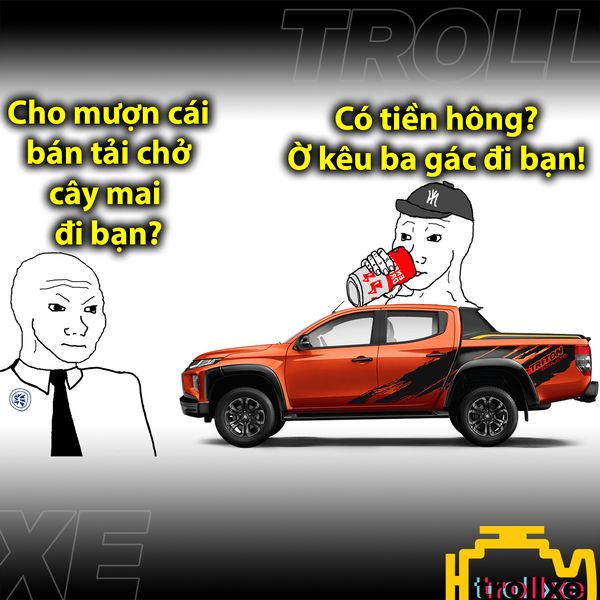 TROLL
Cho mượn cái
bán tải chở
cây mai
đi bạn?
Có tiền hông?
Ờ kêu ba gác đi bạn!
TRITON
XE
trollxe